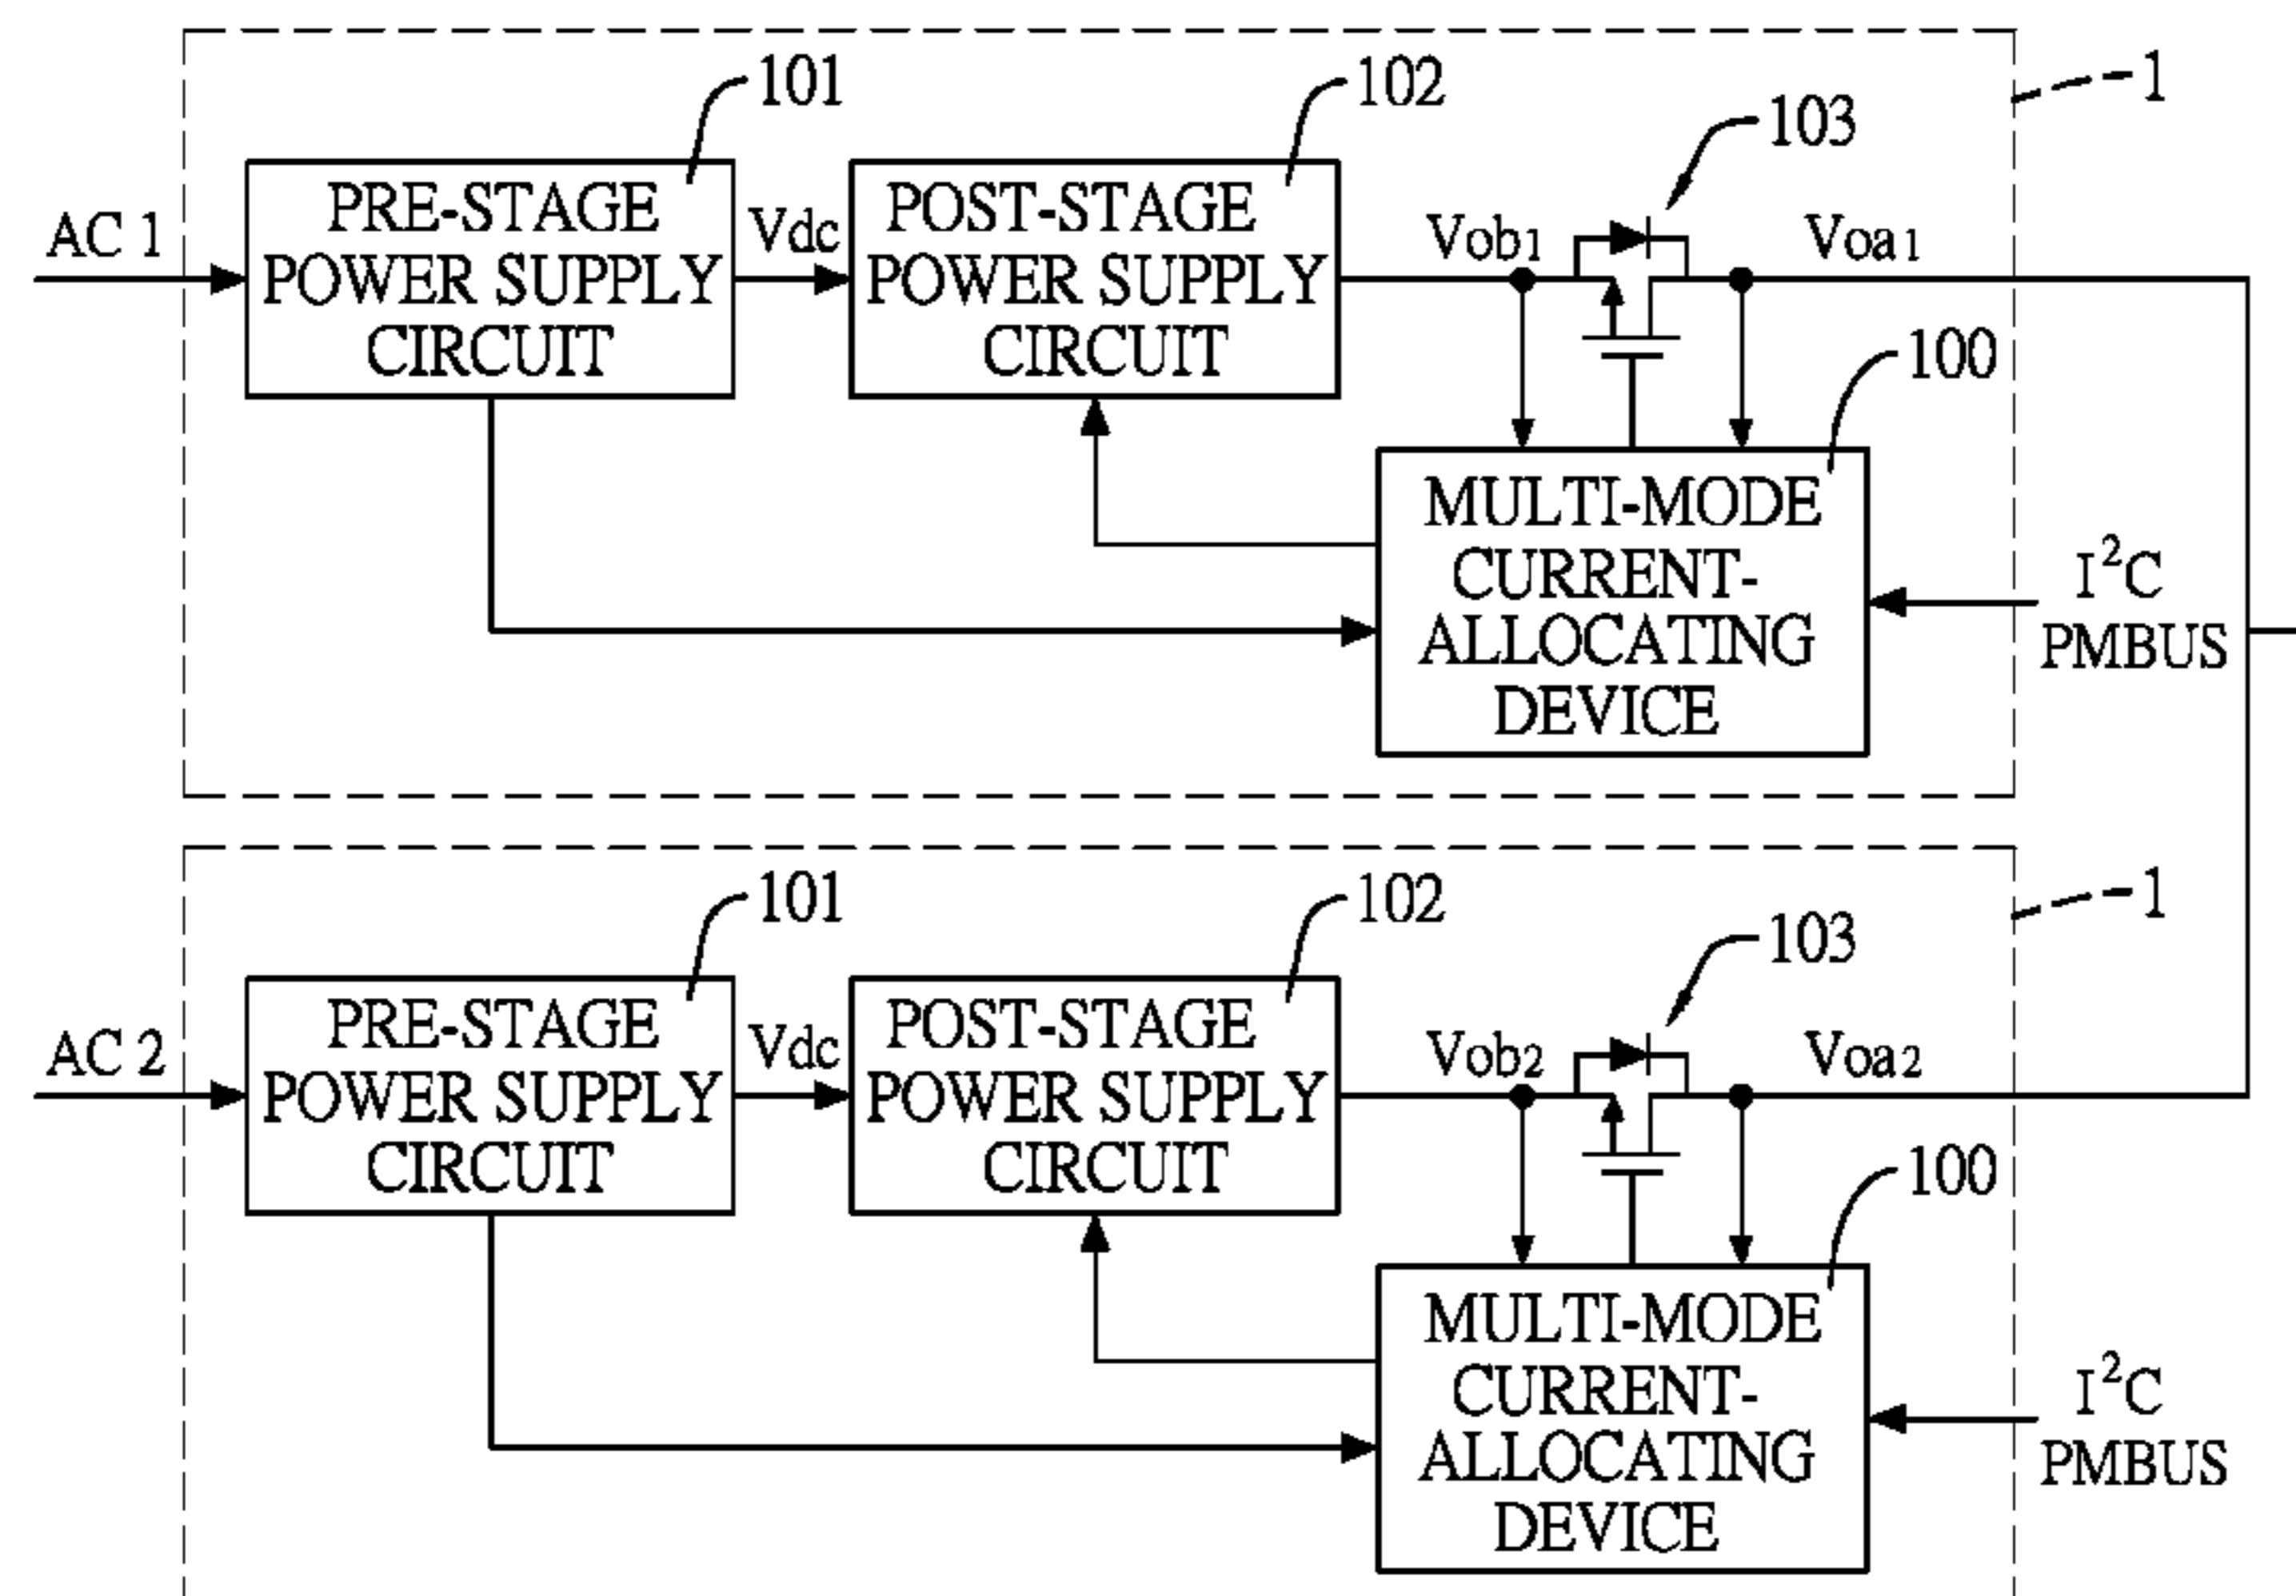 101
102
1
103
AC 1
PRE-STAGE
POWER SUPPLY
CIRCUIT
Vdc
POST-STAGE
POWER SUPPLY
CIRCUIT
Vob1
Voa1
100
MULTI-MODE
CURRENT-
ALLOCATING
DEVICE
I²C
PMBUS
101
102
1
103
AC 2
PRE-STAGE
POWER SUPPLY
CIRCUIT
Vdc
POST-STAGE
POWER SUPPLY
CIRCUIT
Vob2
Voa2
100
MULTI-MODE
CURRENT-
ALLOCATING
DEVICE
I²C
PMBUS